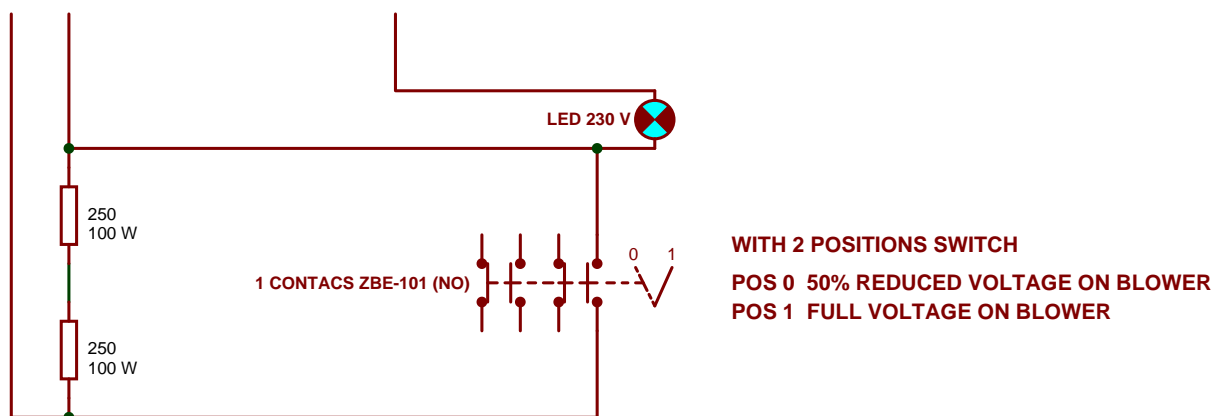 LED 230 V
250
100 W
0 1
WITH 2 POSITIONS SWITCH
1 CONTACS ZBE-101 (NO)
POS 0 50% REDUCED VOLTAGE ON BLOWER
POS 1 FULL VOLTAGE ON BLOWER
250
100 W